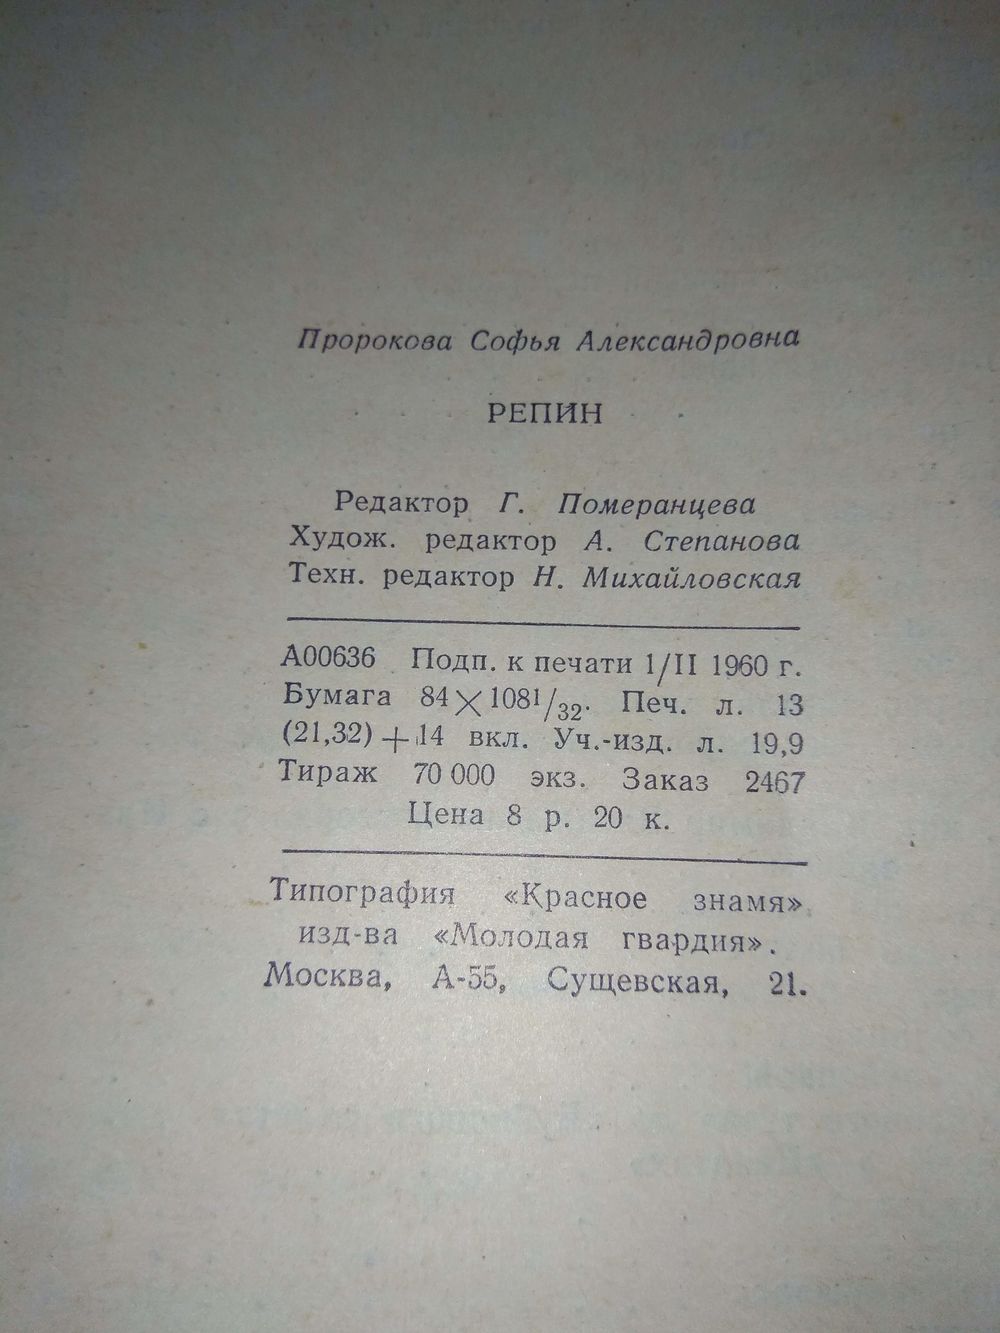 Пророкова Софья Александровна
РЕПИН
Редактор Г. Померанцева
Худож. редактор А. Степанова
Техн. редактор Н. Михайловская
А00636 Подп. к печати 1/II 1960 г.
Бумага 84×108¹/₃₂. Печ. л. 13
(21,32)+14 вкл. Уч.-изд. л. 19,9
Тираж 70 000 экз. Заказ 2467
Цена 8 р. 20 к.
Типография «Красное знамя»
изд-ва «Молодая гвардия».
Москва, А-55, Сущевская, 21.